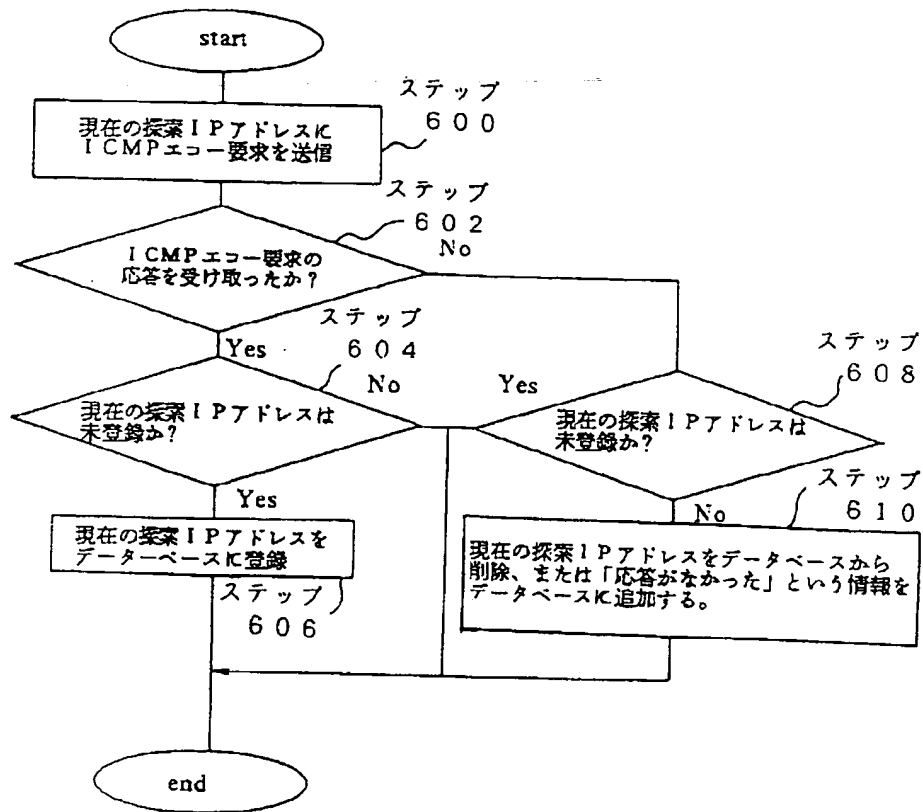 start
ステップ
600
現在の探索IPアドレスに
ICMPエコー要求を送信
ステップ
602
No
ICMPエコー要求の
応答を受け取ったか?
ステップ
604
Yes
No
Yes
ステップ
608
現在の探索IPアドレスは
未登録か?
現在の探索IPアドレスは
未登録か?
Yes
No
ステップ
610
現在の探索IPアドレスを
データーベースに登録
ステップ
606
現在の探索IPアドレスをデータベースから
削除、または「応答がなかった」という情報を
データベースに追加する。
end